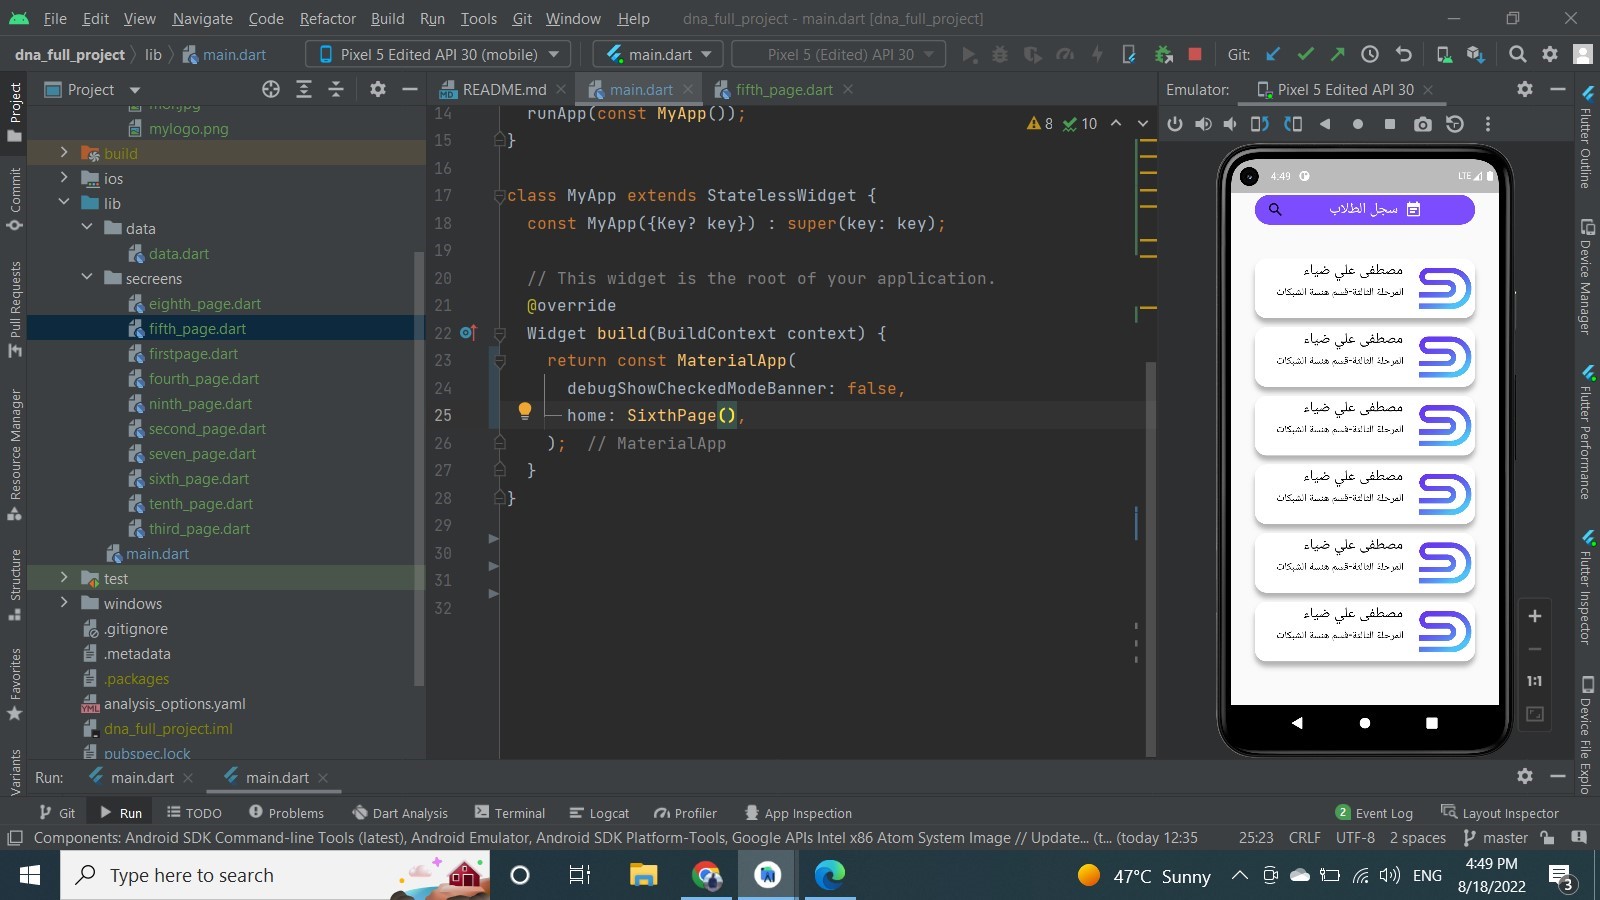 File Edit View Navigate Code Refactor Build Run Tools Git Window Help dna_full_project - main.dart [dna_full_project]
dna_full_project lib main.dart Pixel 5 Edited API 30 (mobile) main.dart Pixel 5 (Edited) API 30 Git:
Project
README.md main.dart fifth_page.dart
Emulator: Pixel 5 Edited API 30
mylogo.png
build
ios
lib
data
data.dart
secreens
eighth_page.dart
fifth_page.dart
firstpage.dart
fourth_page.dart
ninth_page.dart
second_page.dart
seven_page.dart
sixth_page.dart
tenth_page.dart
third_page.dart
main.dart
test
windows
.gitignore
.metadata
.packages
analysis_options.yaml
dna_full_project.iml
pubspec.lock
8 10
14 runApp(const MyApp());
15 }
16
17 class MyApp extends StatelessWidget {
18 const MyApp({Key? key}) : super(key: key);
19
20 // This widget is the root of your application.
21 @override
22 Widget build(BuildContext context) {
23 return const MaterialApp(
24 debugShowCheckedModeBanner: false,
25 home: SixthPage(),
26 ); // MaterialApp
27 }
28 }
29
30
31
32
4:49 LTE
سجل الطلاب
مصطفى علي ضياء
المرحلة الثالثة-قسم هنسة الشبكات
مصطفى علي ضياء
المرحلة الثالثة-قسم هنسة الشبكات
مصطفى علي ضياء
المرحلة الثالثة-قسم هنسة الشبكات
مصطفى علي ضياء
المرحلة الثالثة-قسم هنسة الشبكات
مصطفى علي ضياء
المرحلة الثالثة-قسم هنسة الشبكات
مصطفى علي ضياء
المرحلة الثالثة-قسم هنسة الشبكات
1:1
Project
Commit
Pull Requests
Resource Manager
Structure
Favorites
Variants
Flutter Outline
Device Manager
Flutter Performance
Flutter Inspector
Device File Explo
Run: main.dart main.dart
Git Run TODO Problems Dart Analysis Terminal Logcat Profiler App Inspection 2 Event Log Layout Inspector
Components: Android SDK Command-line Tools (latest), Android Emulator, Android SDK Platform-Tools, Google APIs Intel x86 Atom System Image // Update... (t... (today 12:35 25:23 CRLF UTF-8 2 spaces master
Type here to search 47°C Sunny ENG 4:49 PM
8/18/2022
3